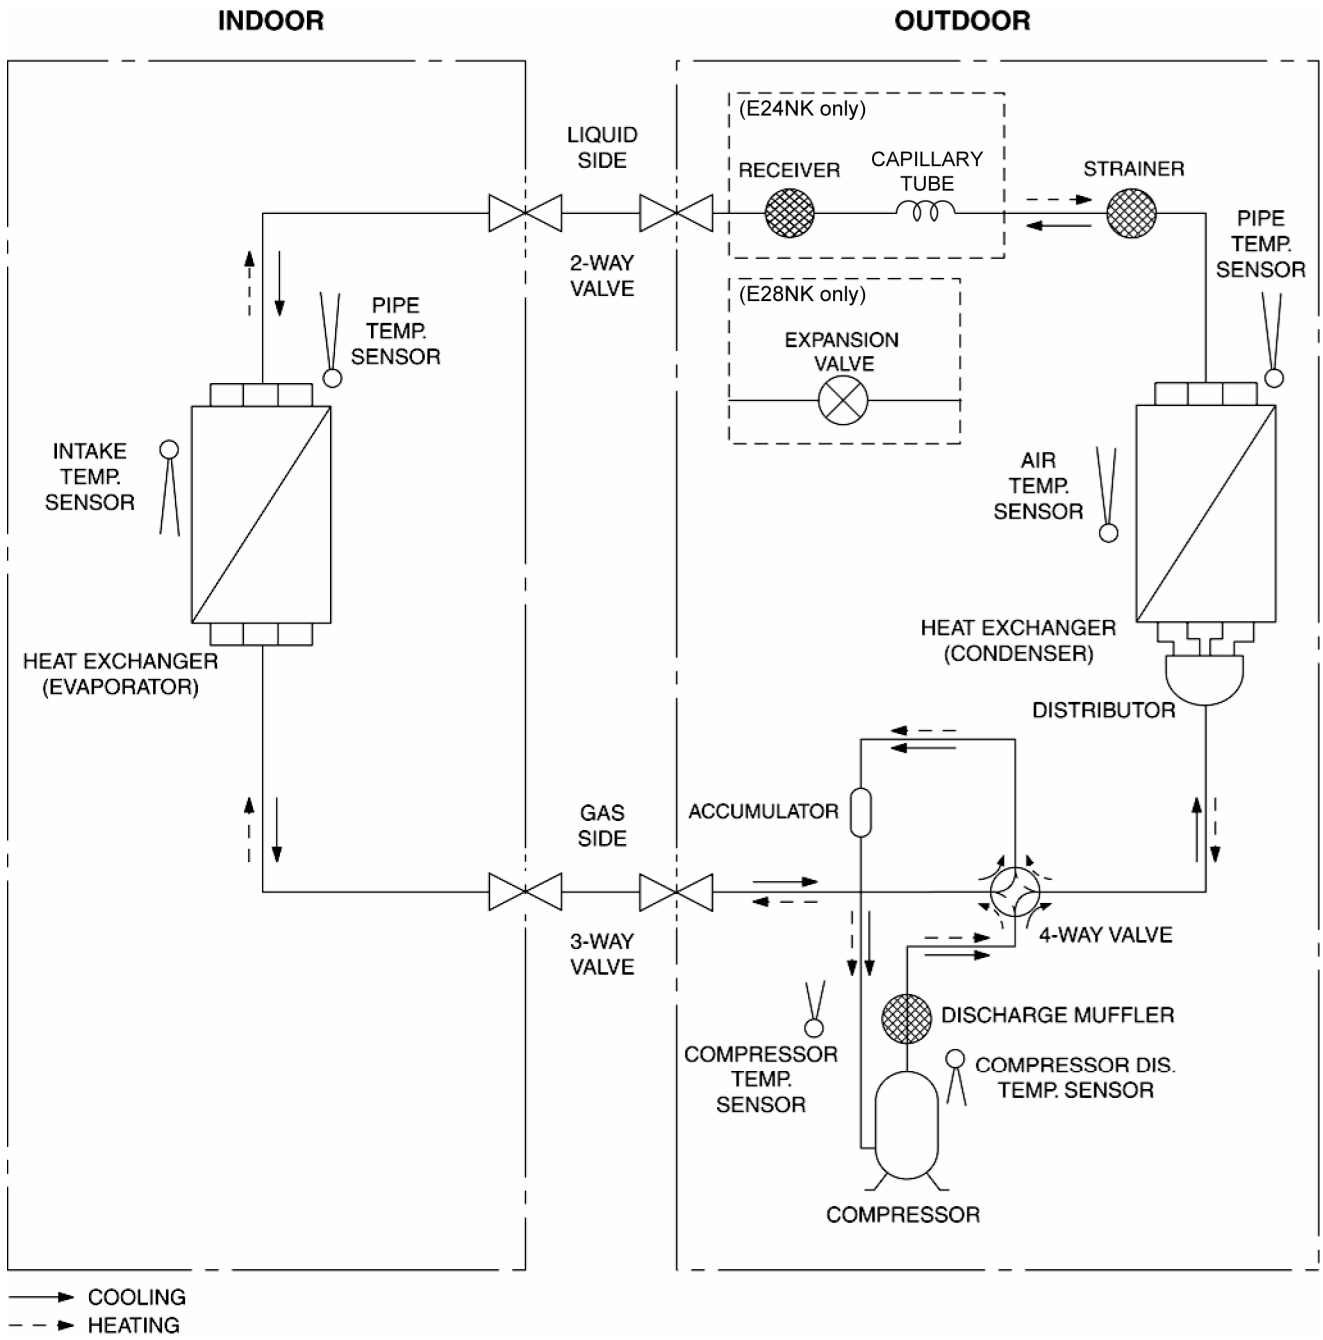 INDOOR
OUTDOOR
(E24NK only)
LIQUID
SIDE
RECEIVER
CAPILLARY
TUBE
STRAINER
PIPE
TEMP.
SENSOR
2-WAY
VALVE
(E28NK only)
EXPANSION
VALVE
PIPE
TEMP.
SENSOR
INTAKE
TEMP.
SENSOR
AIR
TEMP.
SENSOR
HEAT EXCHANGER
(EVAPORATOR)
HEAT EXCHANGER
(CONDENSER)
DISTRIBUTOR
GAS
SIDE
ACCUMULATOR
3-WAY
VALVE
4-WAY VALVE
DISCHARGE MUFFLER
COMPRESSOR
TEMP.
SENSOR
COMPRESSOR DIS.
TEMP. SENSOR
COMPRESSOR
COOLING
HEATING